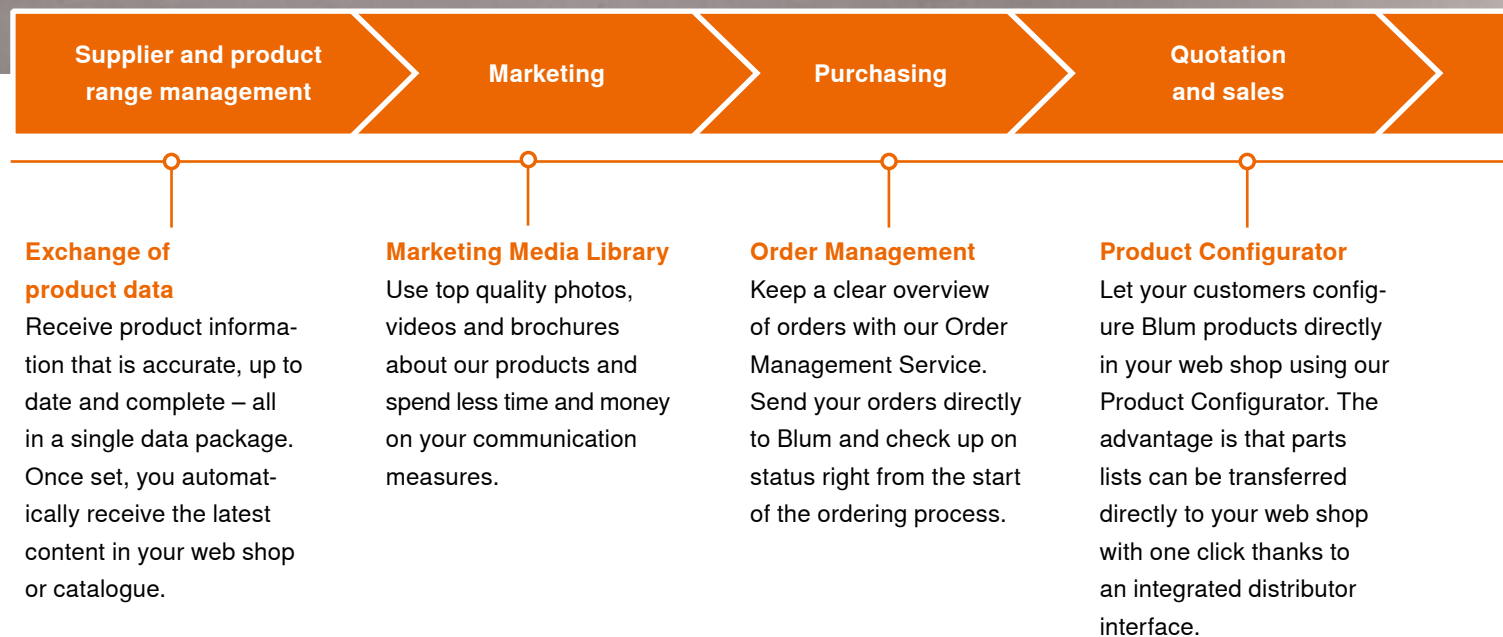 Supplier and product
range management
Marketing
Purchasing
Quotation
and sales
Exchange of
product data
Receive product informa-
tion that is accurate, up to
date and complete – all
in a single data package.
Once set, you automat-
ically receive the latest
content in your web shop
or catalogue.
Marketing Media Library
Use top quality photos,
videos and brochures
about our products and
spend less time and money
on your communication
measures.
Order Management
Keep a clear overview
of orders with our Order
Management Service.
Send your orders directly
to Blum and check up on
status right from the start
of the ordering process.
Product Configurator
Let your customers config-
ure Blum products directly
in your web shop using our
Product Configurator. The
advantage is that parts
lists can be transferred
directly to your web shop
with one click thanks to
an integrated distributor
interface.